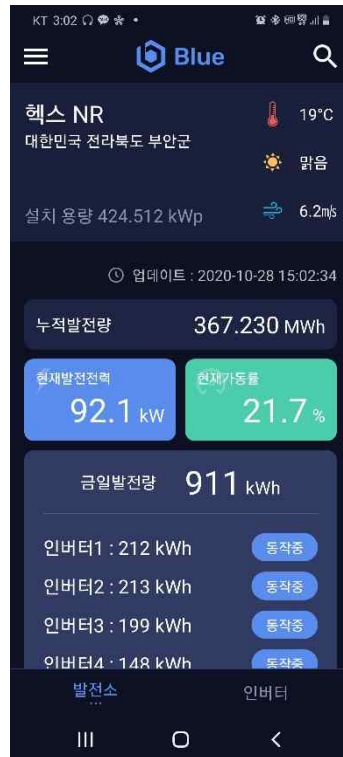 KT 3:02
Blue
헥스 NR
대한민국 전라북도 부안군
19°C
맑음
설치 용량 424.512 kWp
6.2m/s
업데이트 : 2020-10-28 15:02:34
누적발전량 367.230 MWh
현재발전전력
92.1 kW
현재가동률
21.7 %
금일발전량 911 kWh
인버터1 : 212 kWh 동작중
인버터2 : 213 kWh 동작중
인버터3 : 199 kWh 동작중
인버터4 : 148 kWh 동작중
발전소
인버터